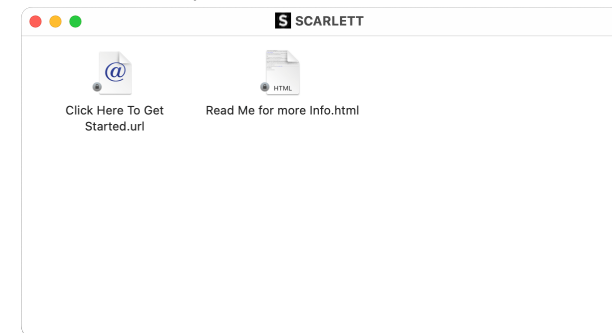 SCARLETT
HTML
Click Here To Get
Started.url
Read Me for more Info.html